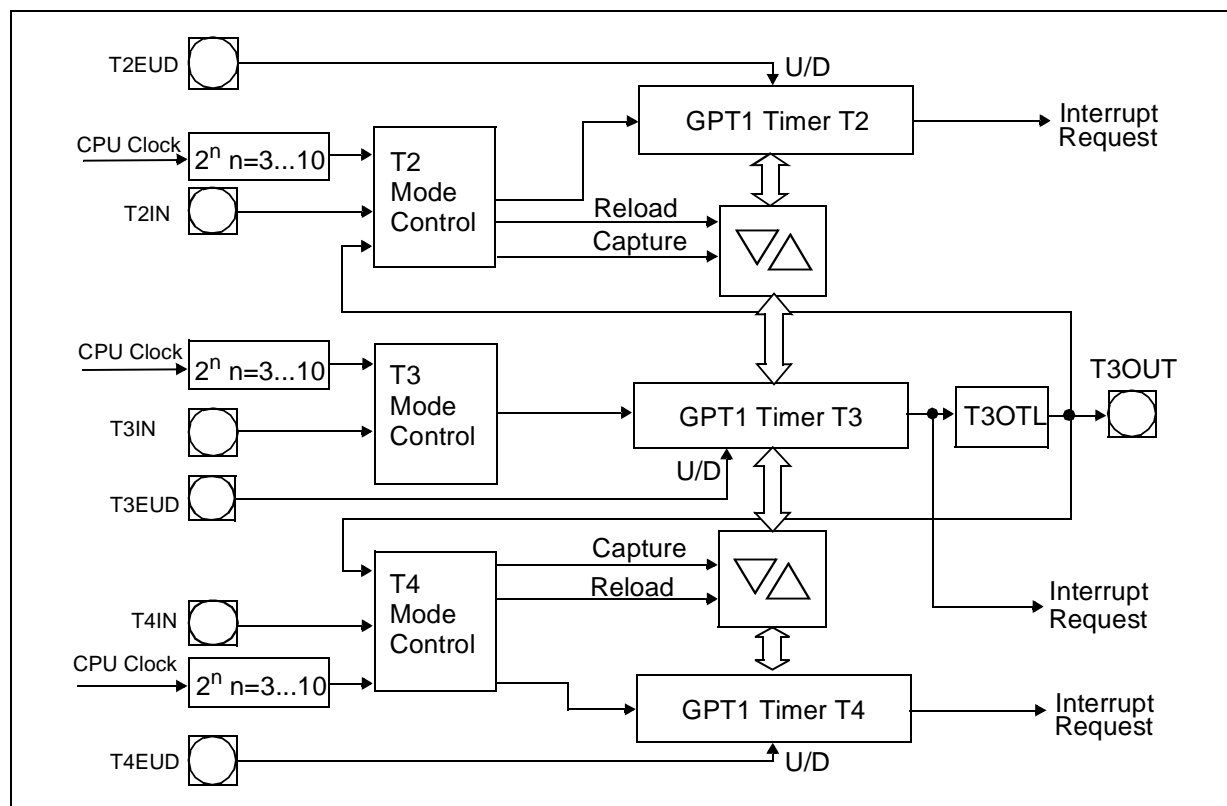 T2EUD
U/D
GPT1 Timer T2
Interrupt
Request
CPU Clock
2ⁿ n=3...10
T2
Mode
Control
T2IN
Reload
Capture
CPU Clock
2ⁿ n=3...10
T3
Mode
Control
T3IN
GPT1 Timer T3
T3OTL
T3OUT
U/D
T3EUD
Capture
Reload
T4
Mode
Control
T4IN
Interrupt
Request
CPU Clock
2ⁿ n=3...10
GPT1 Timer T4
Interrupt
Request
T4EUD
U/D